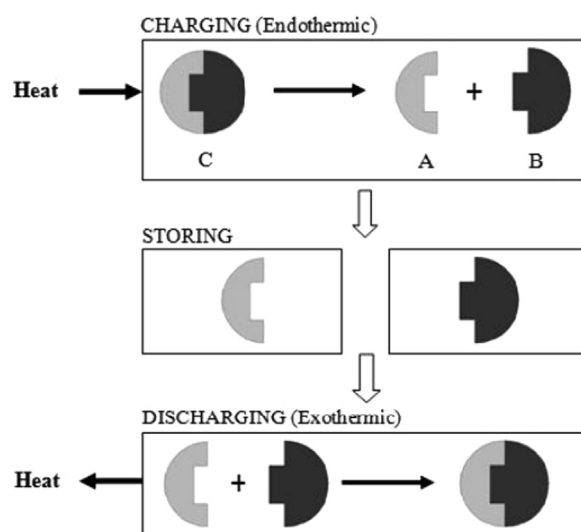 CHARGING (Endothermic)
Heat
+
C
A
B
STORING
DISCHARGING (Exothermic)
Heat
+